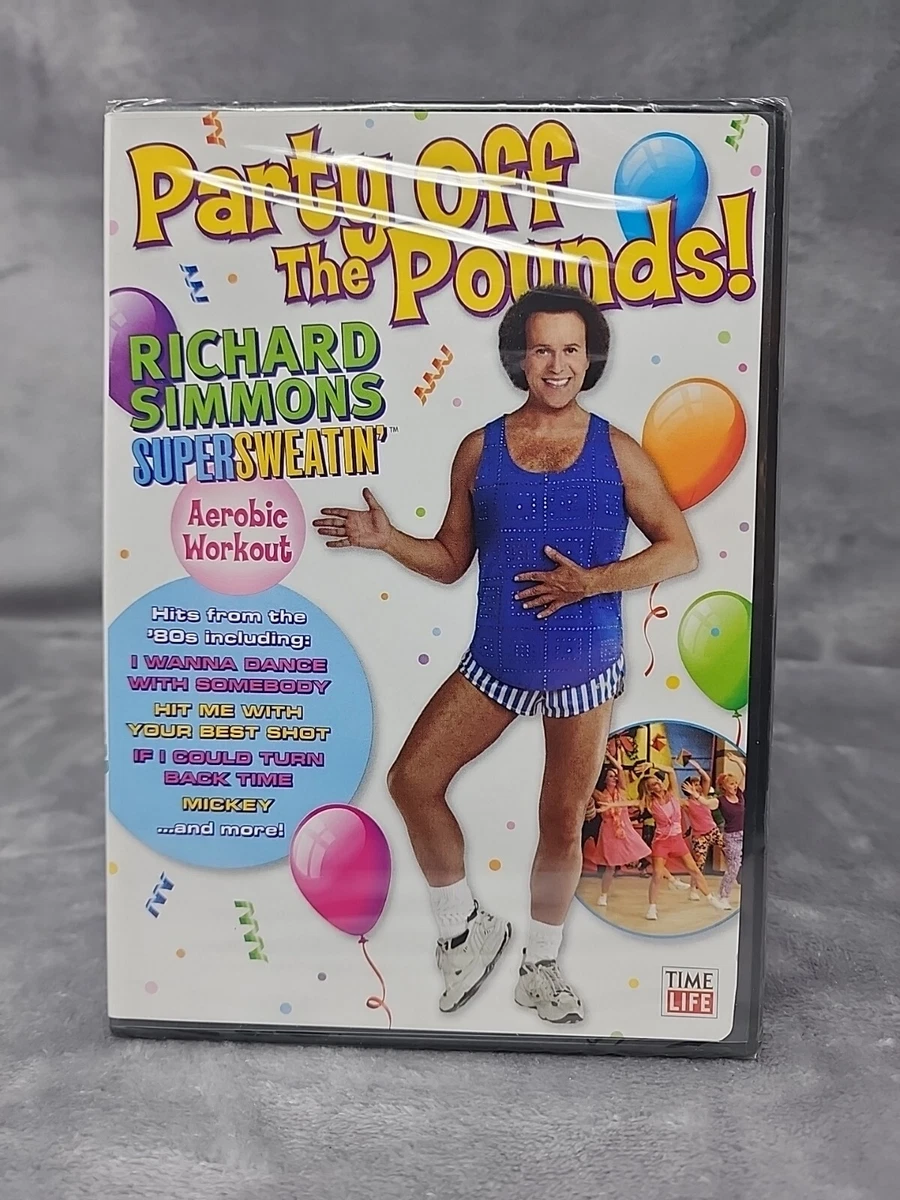 Party Off
The Pounds!
RICHARD
SIMMONS
SUPERSWEATIN'™
Aerobic
Workout
Hits from the
'80s including:
I WANNA DANCE
WITH SOMEBODY
HIT ME WITH
YOUR BEST SHOT
IF I COULD TURN
BACK TIME
MICKEY
...and more!
TIME
LIFE